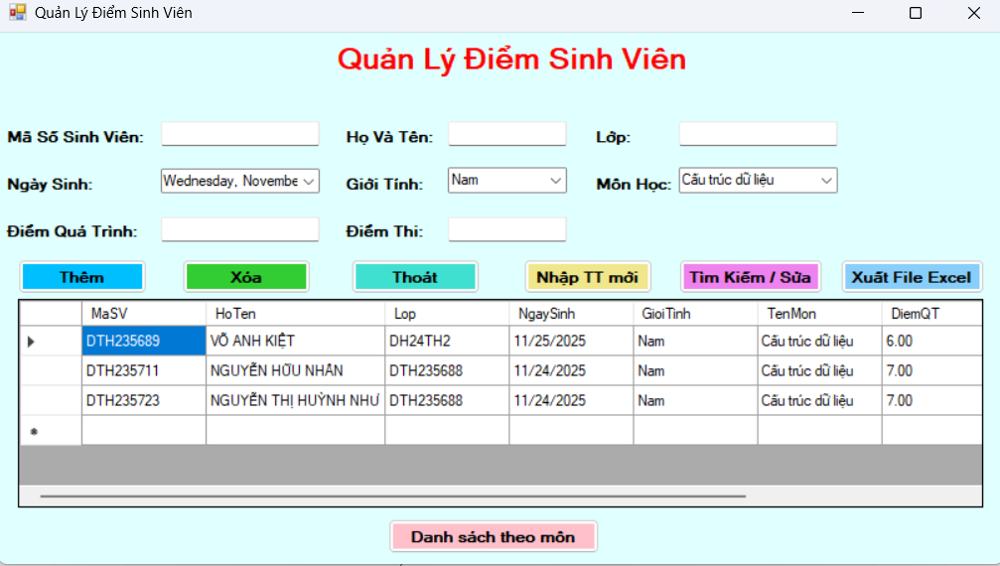 Quản Lý Điểm Sinh Viên
Quản Lý Điểm Sinh Viên
Mã Số Sinh Viên: Họ Và Tên: Lớp:
Ngày Sinh: Wednesday, Novembe Giới Tính: Nam Môn Học: Cấu trúc dữ liệu
Điểm Quá Trình: Điểm Thi:
Thêm Xóa Thoát Nhập TT mới Tìm Kiếm / Sửa Xuất File Excel
MaSV HoTen Lop NgaySinh GioiTinh TenMon DiemQT
DTH235689 VÕ ANH KIỆT DH24TH2 11/25/2025 Nam Cấu trúc dữ liệu 6.00
DTH235711 NGUYỄN HỮU NHÂN DTH235688 11/24/2025 Nam Cấu trúc dữ liệu 7.00
DTH235723 NGUYỄN THỊ HUỲNH NHƯ DTH235688 11/24/2025 Nam Cấu trúc dữ liệu 7.00
Danh sách theo môn